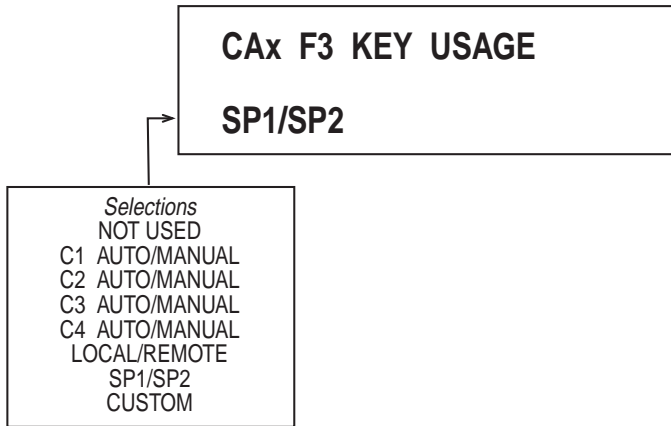 CAx F3 KEY USAGE
SP1/SP2
Selections
NOT USED
C1 AUTO/MANUAL
C2 AUTO/MANUAL
C3 AUTO/MANUAL
C4 AUTO/MANUAL
LOCAL/REMOTE
SP1/SP2
CUSTOM